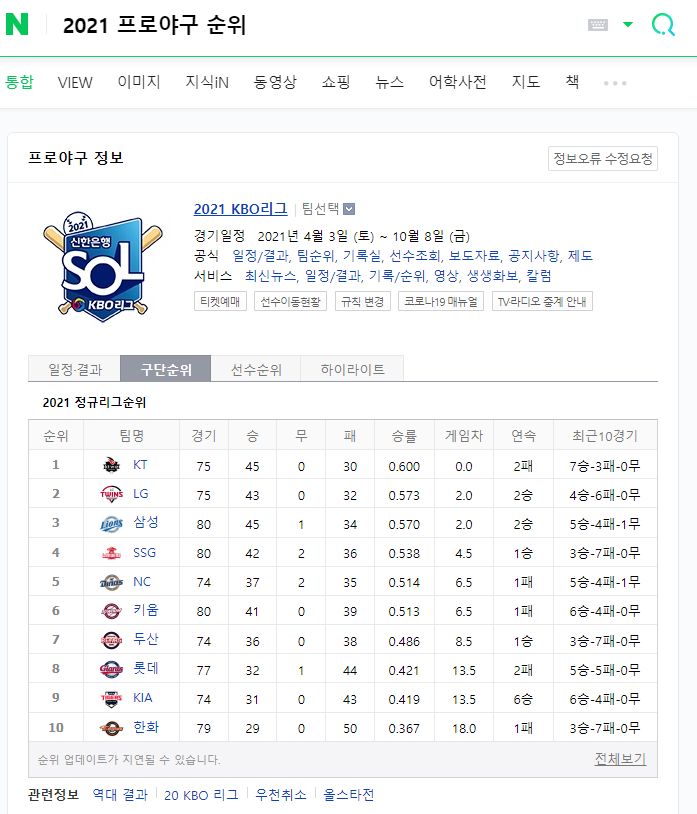 N 2021 프로야구 순위
통합 VIEW 이미지 지식iN 동영상 쇼핑 뉴스 어학사전 지도 책
프로야구 정보 정보오류 수정요청
2021 신한은행 SOL KBO리그
2021 KBO리그 팀선택
경기일정 2021년 4월 3일 (토) ~ 10월 8일 (금)
공식 일정/결과, 팀순위, 기록실, 선수조회, 보도자료, 공지사항, 제도
서비스 최신뉴스, 일정/결과, 기록/순위, 영상, 생생화보, 칼럼
티켓예매 선수이동현황 규칙 변경 코로나19 매뉴얼 TV·라디오 중계 안내
일정·결과 구단순위 선수순위 하이라이트
2021 정규리그순위
순위 팀명 경기 승 무 패 승률 게임차 연속 최근10경기
1 KT 75 45 0 30 0.600 0.0 2패 7승-3패-0무
2 TWINS LG 75 43 0 32 0.573 2.0 2승 4승-6패-0무
3 Lions 삼성 80 45 1 34 0.570 2.0 2승 5승-4패-1무
4 SSG 80 42 2 36 0.538 4.5 1승 3승-7패-0무
5 Dinos NC 74 37 2 35 0.514 6.5 1패 5승-4패-1무
6 키움 80 41 0 39 0.513 6.5 1패 6승-4패-0무
7 두산 74 36 0 38 0.486 8.5 1승 3승-7패-0무
8 Giants 롯데 77 32 1 44 0.421 13.5 2패 5승-5패-0무
9 TIGERS KIA 74 31 0 43 0.419 13.5 6승 6승-4패-0무
10 한화 79 29 0 50 0.367 18.0 1패 3승-7패-0무
순위 업데이트가 지연될 수 있습니다. 전체보기
관련정보 역대 결과 20 KBO 리그 우천취소 올스타전